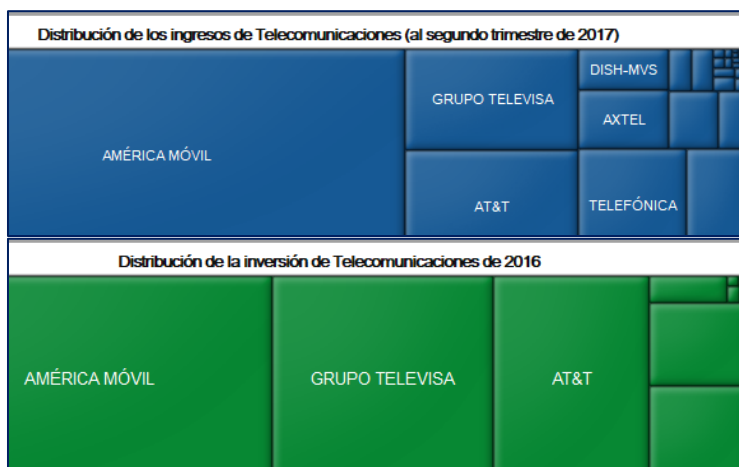 Distribución de los ingresos de Telecomunicaciones (al segundo trimestre de 2017)
AMÉRICA MÓVIL
GRUPO TELEVISA
AT&T
DISH-MVS
AXTEL
TELEFÓNICA
Distribución de la inversión de Telecomunicaciones de 2016
AMÉRICA MÓVIL
GRUPO TELEVISA
AT&T